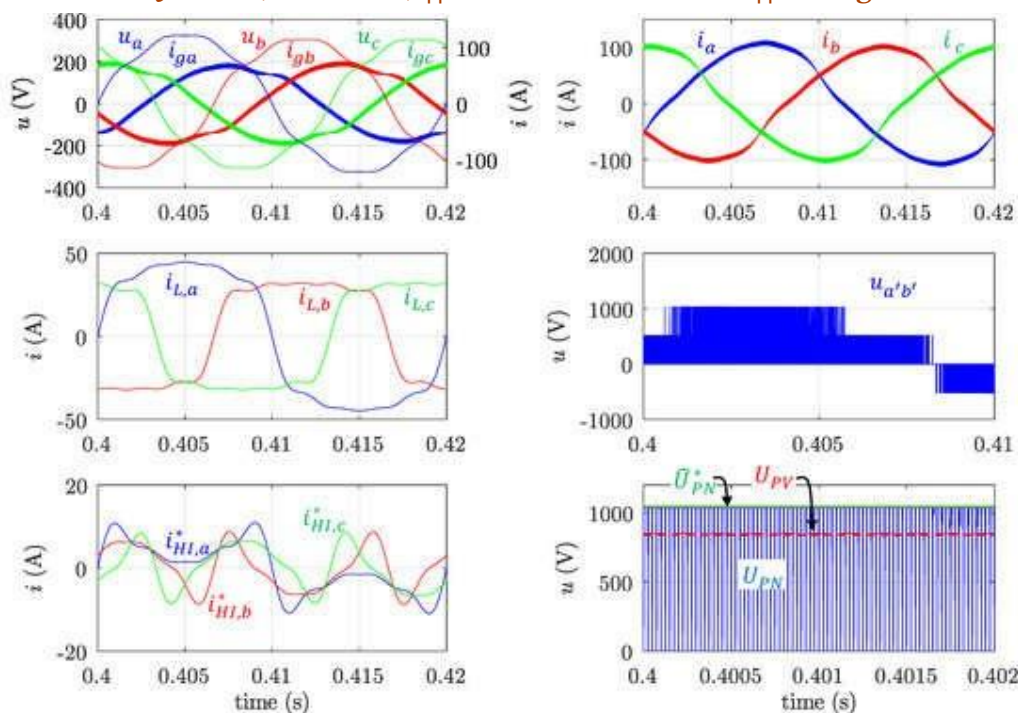 400
200
0
-200
-400
u (V)
u_a
i_ga
u_b
i_gb
u_c
i_gc
100
0
-100
i (A)
0.4 0.405 0.41 0.415 0.42
100
0
-100
i (A)
i_a
i_b
i_c
0.4 0.405 0.41 0.415 0.42
50
0
-50
i (A)
i_L,a
i_L,b
i_L,c
0.4 0.405 0.41 0.415 0.42
2000
1000
0
-1000
u (V)
u_a'b'
0.4 0.405 0.41
20
0
-20
i (A)
i*_HI,a
i*_HI,b
i*_HI,c
0.4 0.405 0.41 0.415 0.42
time (s)
1000
500
0
u (V)
U_PV
U_PN
0.4 0.4005 0.401 0.4015 0.402
time (s)